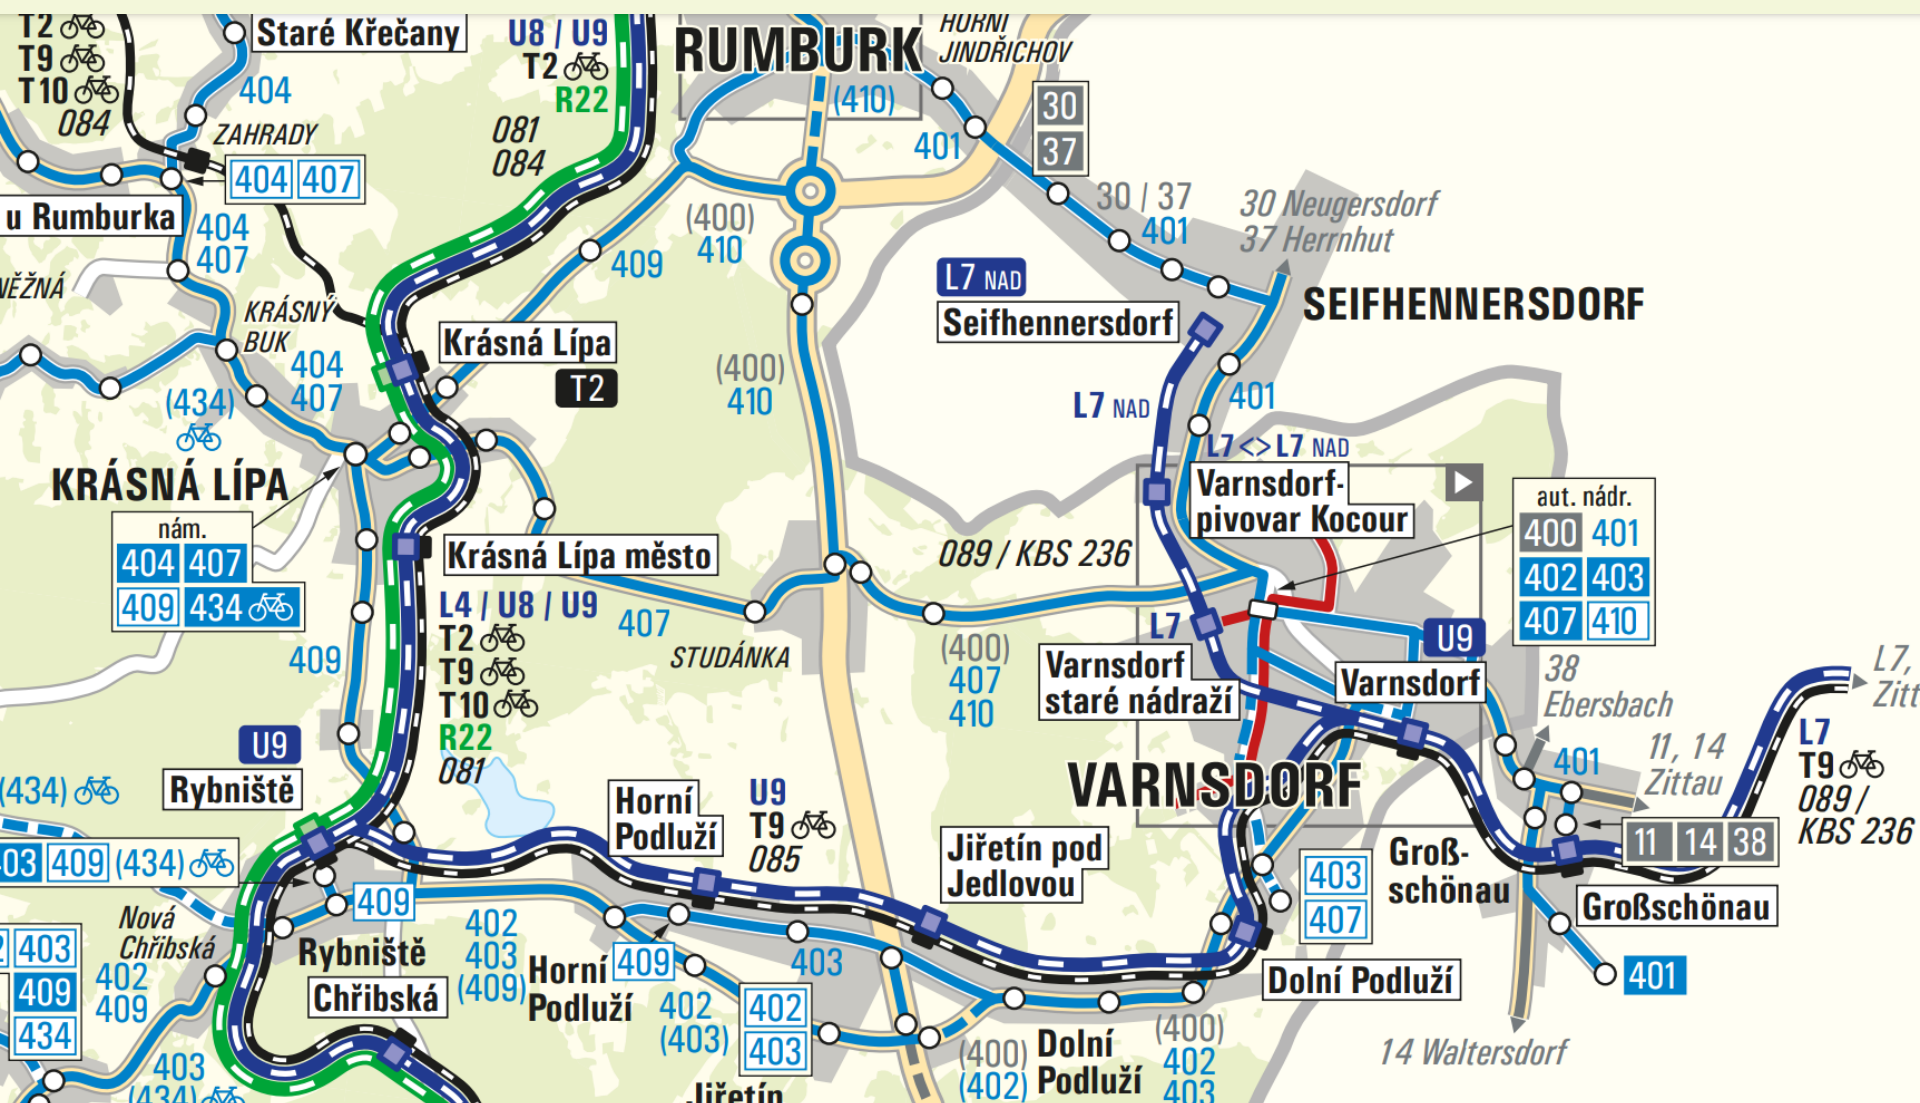 T2
T9
T10
084
Staré Křečany
404
ZAHRADY
404 407
u Rumburka
404
407
U8 / U9
T2
R22
081
084
RUMBURK
(410)
HORNÍ
JINDŘICHOV
401
30
37
30 / 37
401
30 Neugersdorf
37 Herrnhut
(400)
410
409
KRÁSNÝ
BUK
404
407
(434)
Krásná Lípa
T2
(400)
410
L7 NAD
Seifhennersdorf
SEIFHENNERSDORF
L7 NAD
401
L7 <> L7 NAD
Varnsdorf-
pivovar Kocour
KRÁSNÁ LÍPA
nám.
404 407
409 434
Krásná Lípa město
089 / KBS 236
aut. nádr.
400 401
402 403
407 410
L4 / U8 / U9
T2
T9
T10
R22
081
407
STUDÁNKA
409
(400)
407
410
L7
Varnsdorf
staré nádraží
U9
Varnsdorf
38
Ebersbach
11, 14
Zittau
401
L7,
L7
T9
089 /
KBS 236
U9
Rybniště
(434)
409 (434)
Horní
Podluží
U9
T9
085
VARNSDORF
Jiřetín pod
Jedlovou
403
407
Groß-
schönau
11 14 38
Großschönau
409
Nová
Chřibská
403
409
434
402
409
Rybniště
Chřibská
402
403
(409)
Horní
Podluží
409
403
402
(403)
402
403
Dolní Podluží
401
(400)
(402)
Dolní
Podluží
(400)
402
403
14 Waltersdorf
403
(434)
Jiřetín